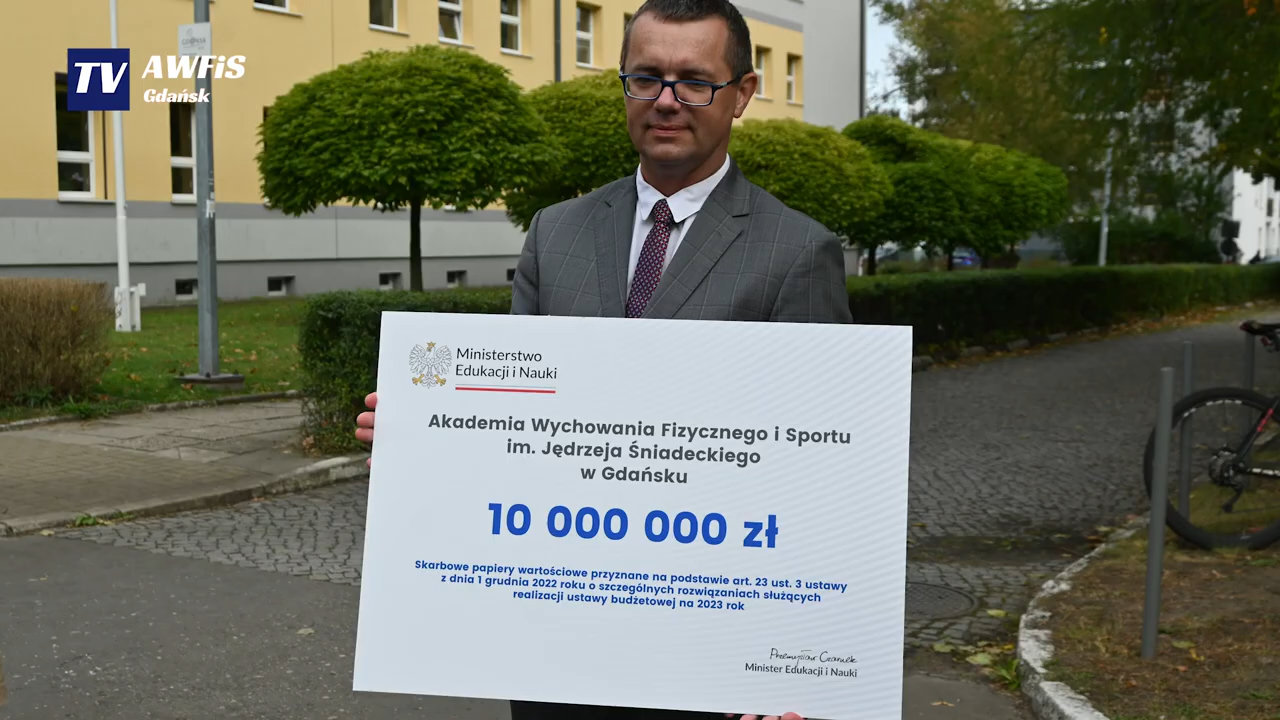 TV AWFiS
Gdańsk
Ministerstwo
Edukacji i Nauki
Akademia Wychowania Fizycznego i Sportu
im. Jędrzeja Śniadeckiego
w Gdańsku
10 000 000 zł
Skarbowe papiery wartościowe przyznane na podstawie art. 23 ust. 3 ustawy
z dnia 1 grudnia 2022 roku o szczególnych rozwiązaniach służących
realizacji ustawy budżetowej na 2023 rok
Przemysław Czarnek
Minister Edukacji i Nauki